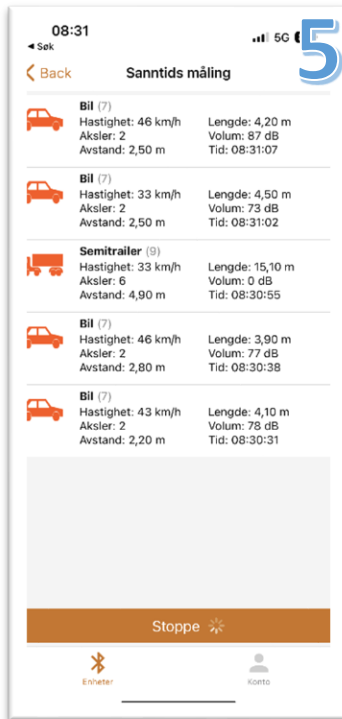 08:31
5G
5
◄ Søk
Back
Sanntids måling
Bil (7)
Hastighet: 46 km/h Lengde: 4,20 m
Aksler: 2 Volum: 87 dB
Avstand: 2,50 m Tid: 08:31:07
Bil (7)
Hastighet: 33 km/h Lengde: 4,50 m
Aksler: 2 Volum: 73 dB
Avstand: 2,50 m Tid: 08:31:02
Semitrailer (9)
Hastighet: 33 km/h Lengde: 15,10 m
Aksler: 6 Volum: 0 dB
Avstand: 4,90 m Tid: 08:30:55
Bil (7)
Hastighet: 46 km/h Lengde: 3,90 m
Aksler: 2 Volum: 77 dB
Avstand: 2,80 m Tid: 08:30:38
Bil (7)
Hastighet: 43 km/h Lengde: 4,10 m
Aksler: 2 Volum: 78 dB
Avstand: 2,20 m Tid: 08:30:31
Stoppe
Enheter Konto